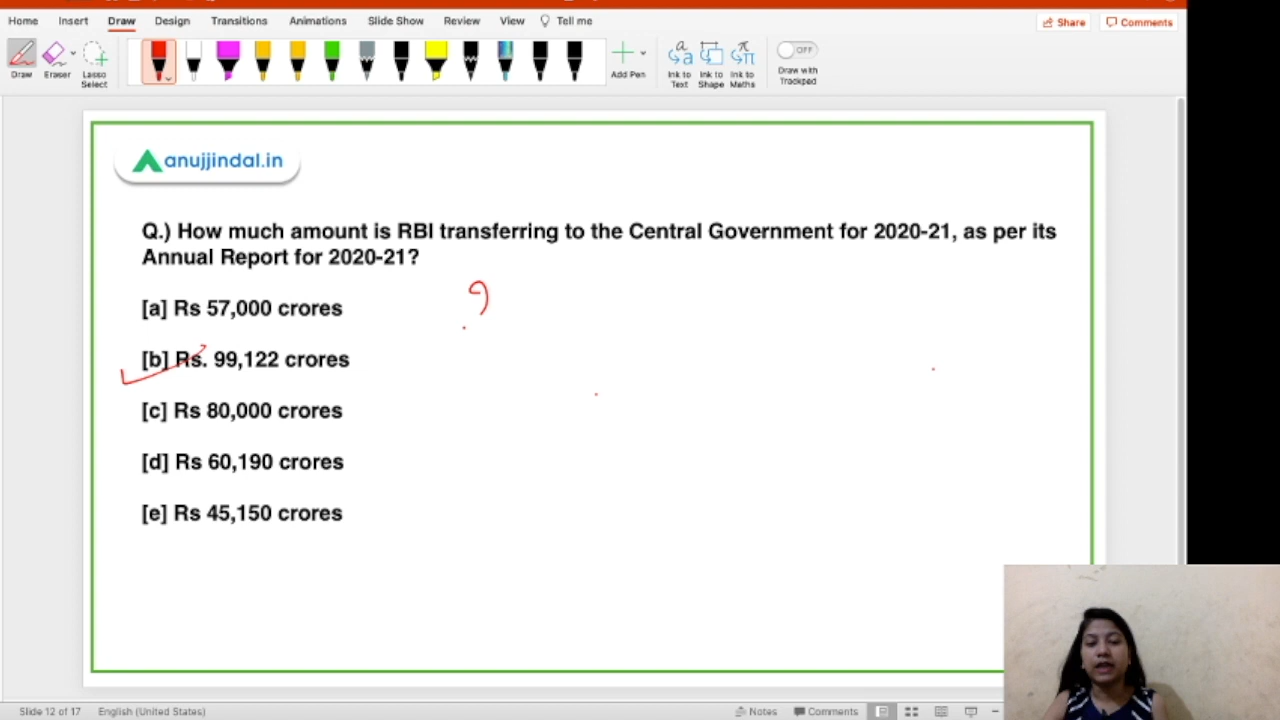 Home Insert Draw Design Transitions Animations Slide Show Review View Tell me Share Comments
Draw Eraser Lasso Select Add Pen Ink to Text Ink to Shape Ink to Maths OFF Draw with Trackpad
anujjindal.in
Q.) How much amount is RBI transferring to the Central Government for 2020-21, as per its
Annual Report for 2020-21?
9
[a] Rs 57,000 crores
[b] Rs. 99,122 crores
[c] Rs 80,000 crores
[d] Rs 60,190 crores
[e] Rs 45,150 crores
Slide 12 of 17 English (United States) Notes Comments